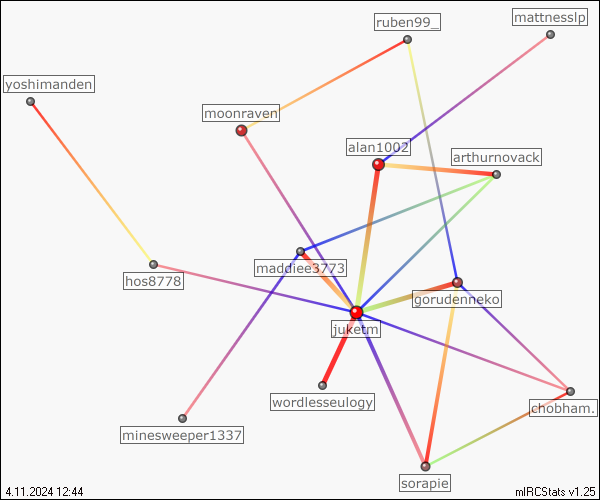 mattnesslp
ruben99_
yoshimanden
moonraven
alan1002
arthurnovack
maddiee3773
hos8778
gorudenneko
juketm
wordlesseulogy
chobham.
minesweeper1337
sorapie
4.11.2024 12:44
mIRCStats v1.25